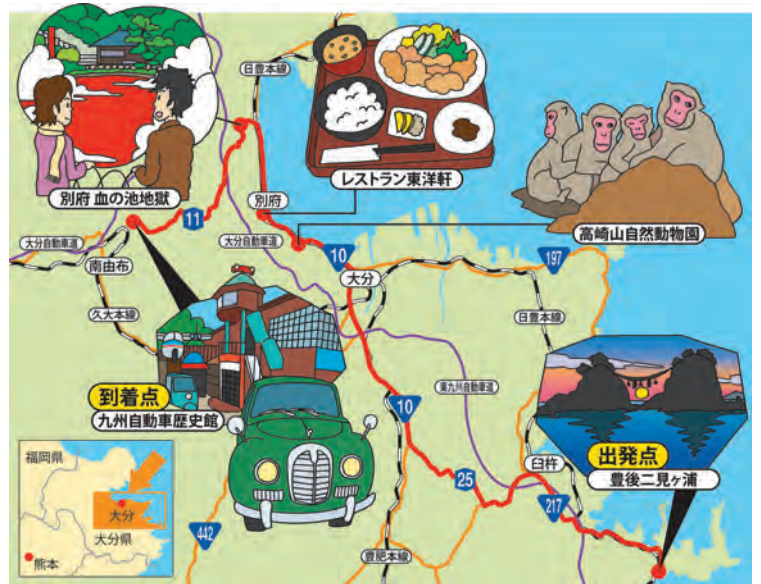 日豊本線
レストラン東洋軒
別府 血の池地獄
高崎山自然動物園
11
別府
大分自動車道
大分自動車道
10
197
南由布
大分
久大本線
日豊本線
到着点
九州自動車歴史館
東九州自動車道
10
出発点
豊後二見ヶ浦
臼杵
25
217
福岡県
大分
大分県
熊本
442
豊肥本線